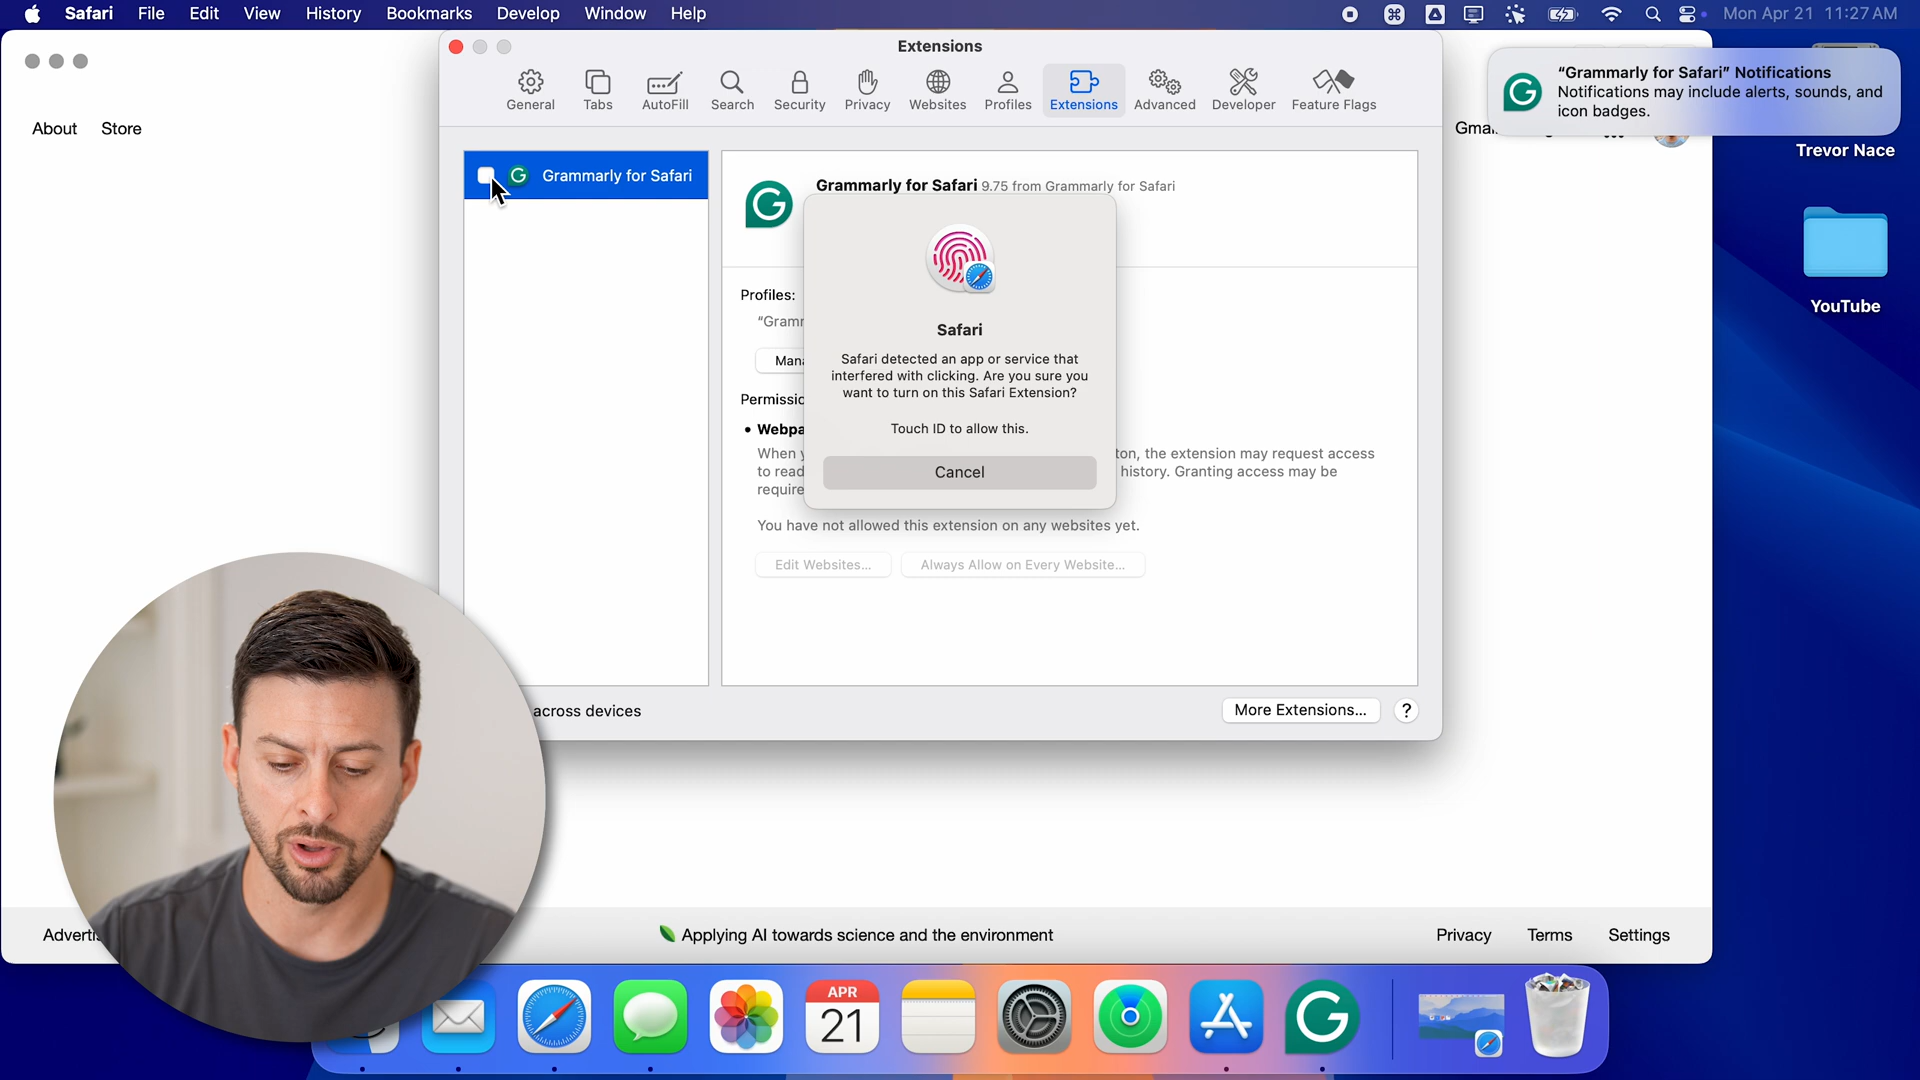 Safari File Edit View History Bookmarks Develop Window Help Mon Apr 21 11:27 AM
Extensions
General Tabs AutoFill Search Security Privacy Websites Profiles Extensions Advanced Developer Feature Flags
"Grammarly for Safari" Notifications
Notifications may include alerts, sounds, and
icon badges.
About Store
Trevor Nace
Grammarly for Safari
Grammarly for Safari 9.75 from Grammarly for Safari
Profiles:
Safari
Safari detected an app or service that
interfered with clicking. Are you sure you
want to turn on this Safari Extension?
Touch ID to allow this.
Cancel
When
the extension may request access
to read
history. Granting access may be
You have not allowed this extension on any websites yet.
Edit Websites... Always Allow on Every Website...
YouTube
across devices
More Extensions... ?
🍃 Applying AI towards science and the environment
Privacy Terms Settings
APR
21